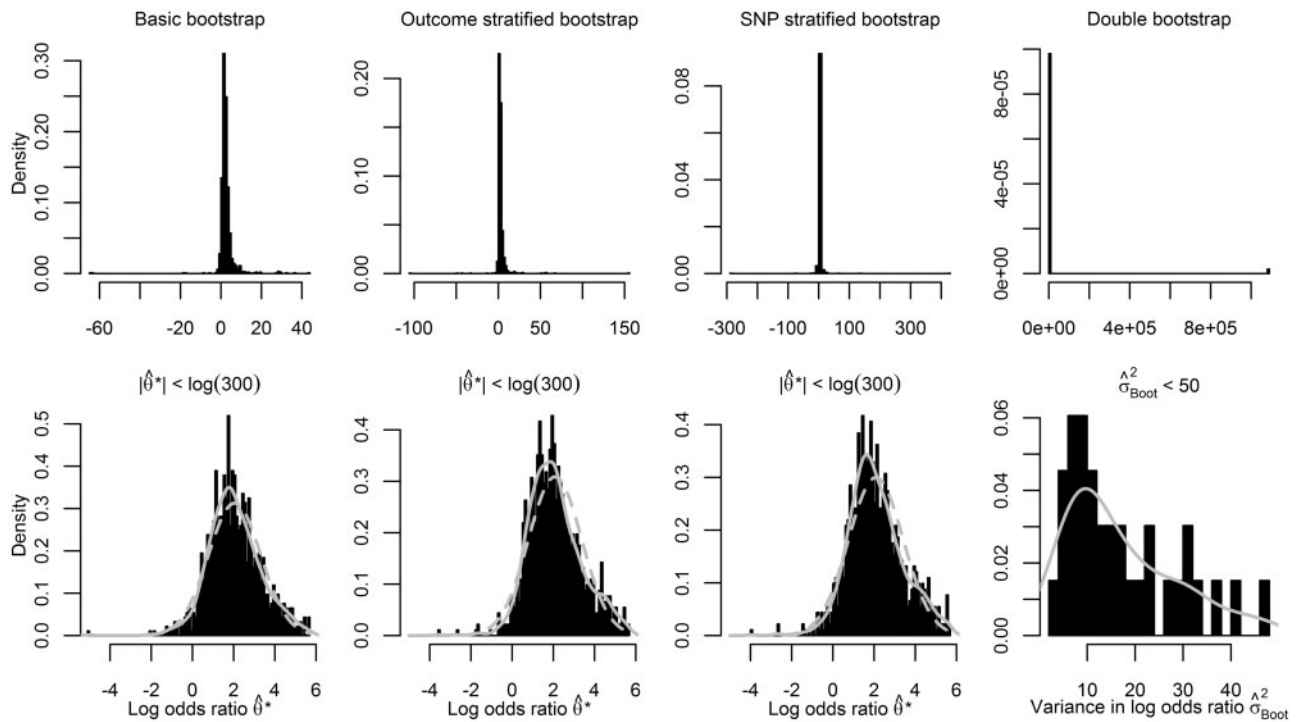 Basic bootstrap
Outcome stratified bootstrap
SNP stratified bootstrap
Double bootstrap
Density
0.00 0.10 0.20 0.30
-60 -20 0 20 40
0.00 0.10 0.20
-100 0 50 150
0.00 0.04 0.08
-300 -100 100 300
0e+00 4e-05 8e-05
0e+00 4e+05 8e+05
|θ̂*| < log(300)
|θ̂*| < log(300)
|θ̂*| < log(300)
σ̂²Boot < 50
Density
0.0 0.1 0.2 0.3 0.4 0.5
-4 -2 0 2 4 6
Log odds ratio θ̂*
0.0 0.1 0.2 0.3 0.4
-4 -2 0 2 4 6
Log odds ratio θ̂*
0.0 0.1 0.2 0.3 0.4
-4 -2 0 2 4 6
Log odds ratio θ̂*
0.00 0.02 0.04 0.06
10 20 30 40
Variance in log odds ratio σ̂²Boot